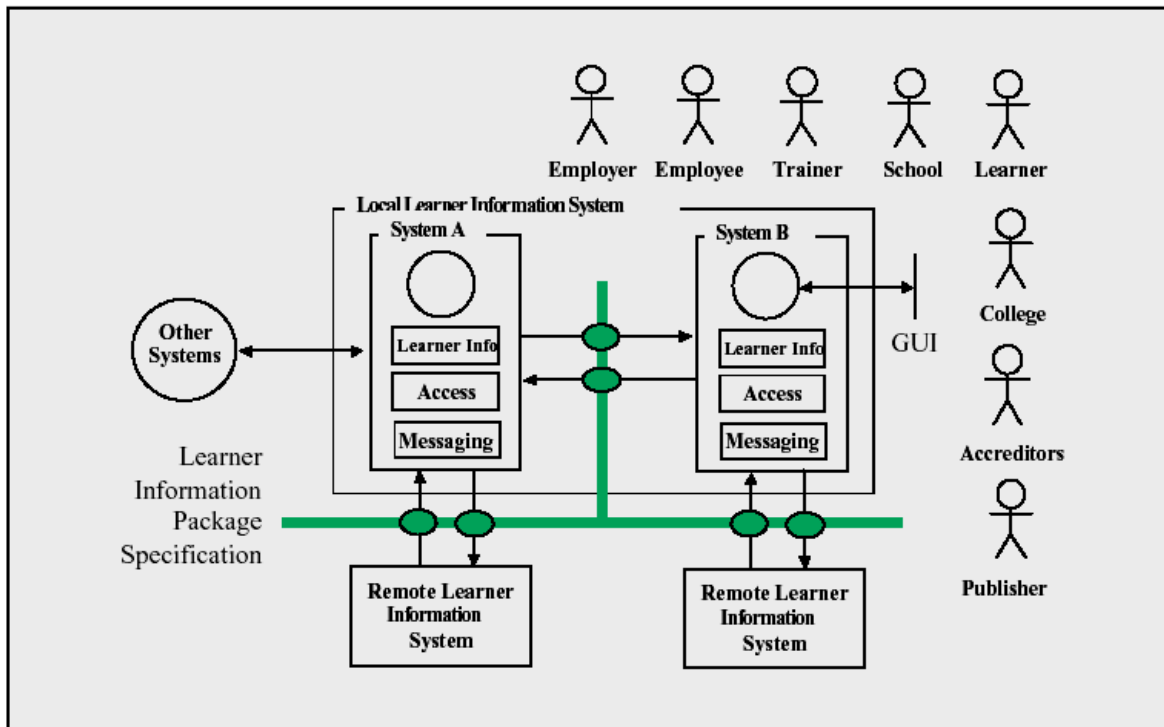 Employer
Employee
Trainer
School
Learner
Local Learner Information System
System A
System B
College
Other
Systems
GUI
Learner Info
Learner Info
Access
Access
Messaging
Messaging
Accreditors
Learner
Information
Package
Specification
Publisher
Remote Learner
Information
System
Remote Learner
Information
System